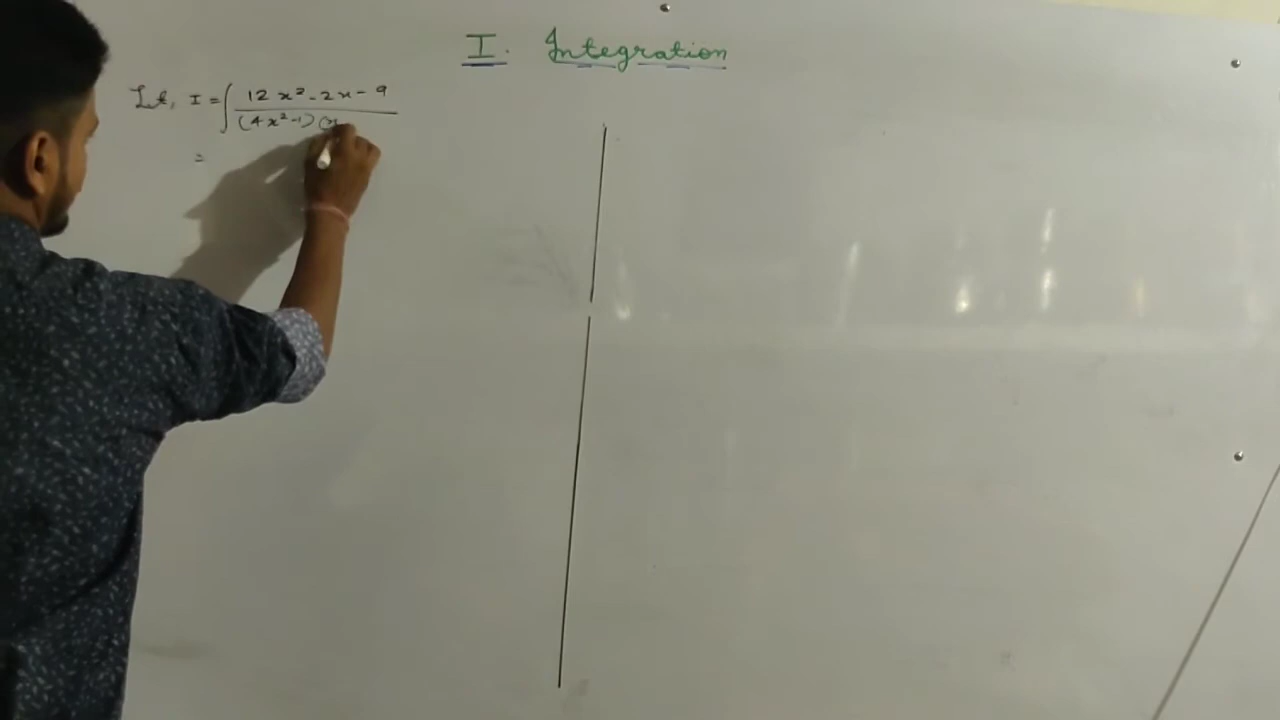 I. Integration
Let, I = ∫ 12x² - 2x - 9
(4x² - 1) (x
=